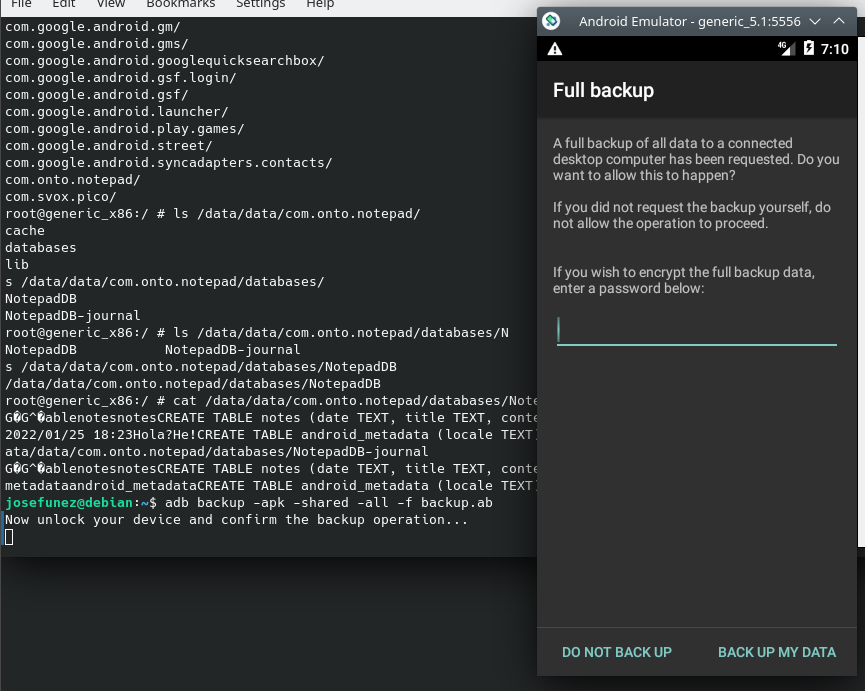 File Edit View Bookmarks Settings Help
com.google.android.gm/
com.google.android.gms/
com.google.android.googlequicksearchbox/
com.google.android.gsf.login/
com.google.android.gsf/
com.google.android.launcher/
com.google.android.play.games/
com.google.android.street/
com.google.android.syncadapters.contacts/
com.onto.notepad/
com.svox.pico/
root@generic_x86:/ # ls /data/data/com.onto.notepad/
cache
databases
lib
s /data/data/com.onto.notepad/databases/
NotepadDB
NotepadDB-journal
root@generic_x86:/ # ls /data/data/com.onto.notepad/databases/N
NotepadDB NotepadDB-journal
s /data/data/com.onto.notepad/databases/NotepadDB
/data/data/com.onto.notepad/databases/NotepadDB
root@generic_x86:/ # cat /data/data/com.onto.notepad/databases/Note
G�G^�ablenotesnotesCREATE TABLE notes (date TEXT, title TEXT, conte
2022/01/25 18:23Hola?He!CREATE TABLE android_metadata (locale TEXT
ata/data/com.onto.notepad/databases/NotepadDB-journal
G�G^�ablenotesnotesCREATE TABLE notes (date TEXT, title TEXT, conte
metadataandroid_metadataCREATE TABLE android_metadata (locale TEXT
josefunez@debian:~$ adb backup -apk -shared -all -f backup.ab
Now unlock your device and confirm the backup operation...
Android Emulator - generic_5.1:5556
4G 7:10
Full backup
A full backup of all data to a connected
desktop computer has been requested. Do you
want to allow this to happen?
If you did not request the backup yourself, do
not allow the operation to proceed.
If you wish to encrypt the full backup data,
enter a password below:
DO NOT BACK UP BACK UP MY DATA